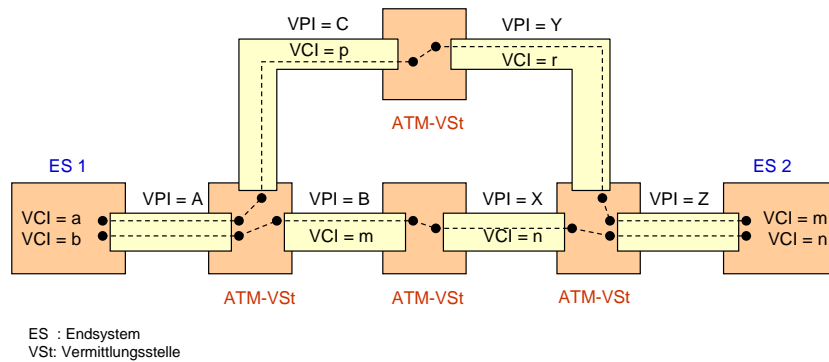 VPI = C
VPI = Y
VCI = p
VCI = r
ATM-VSt
ES 1
ES 2
VPI = A
VPI = B
VPI = X
VPI = Z
VCI = a
VCI = m
VCI = b
VCI = m
VCI = n
VCI = n
ATM-VSt
ATM-VSt
ATM-VSt
ES : Endsystem
VSt: Vermittlungsstelle